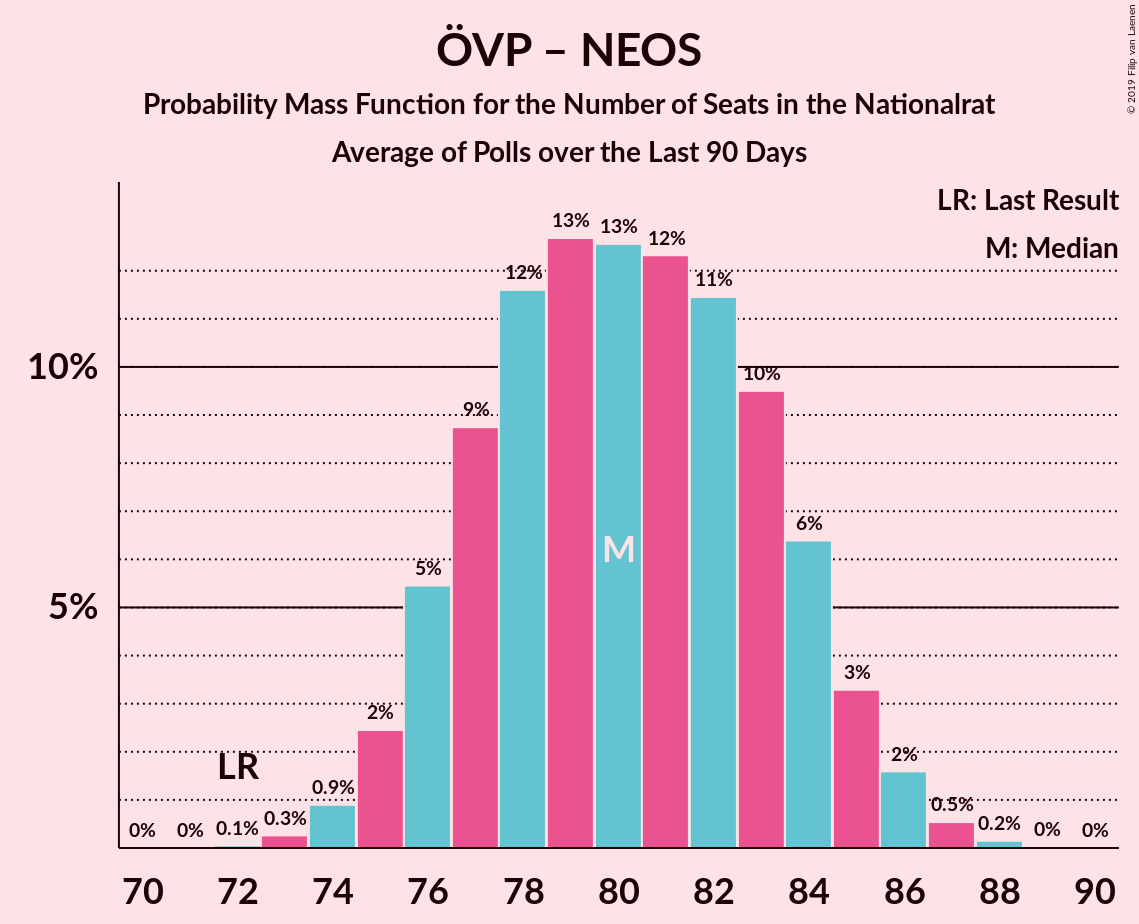 © 2019 Filip van Laenen
ÖVP – NEOS
Probability Mass Function for the Number of Seats in the Nationalrat
Average of Polls over the Last 90 Days
LR: Last Result
M: Median
10%
5%
0%
0%
0.1%
0.3%
0.9%
2%
5%
9%
12%
13%
13%
12%
11%
10%
6%
3%
2%
0.5%
0.2%
0%
0%
LR
M
70 72 74 76 78 80 82 84 86 88 90